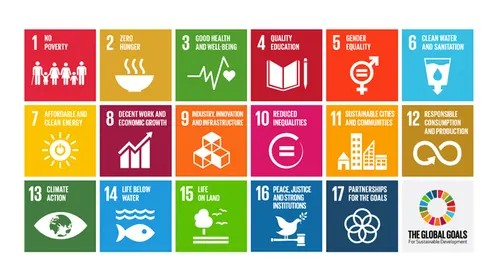 1 NO
POVERTY
2 ZERO
HUNGER
3 GOOD HEALTH
AND WELL-BEING
4 QUALITY
EDUCATION
5 GENDER
EQUALITY
6 CLEAN WATER
AND SANITATION
7 AFFORDABLE AND
CLEAN ENERGY
8 DECENT WORK AND
ECONOMIC GROWTH
9 INDUSTRY, INNOVATION
AND INFRASTRUCTURE
10 REDUCED
INEQUALITIES
11 SUSTAINABLE CITIES
AND COMMUNITIES
12 RESPONSIBLE
CONSUMPTION
AND PRODUCTION
13 CLIMATE
ACTION
14 LIFE BELOW
WATER
15 LIFE
ON LAND
16 PEACE, JUSTICE
AND STRONG
INSTITUTIONS
17 PARTNERSHIPS
FOR THE GOALS
THE GLOBAL GOALS
For Sustainable Development